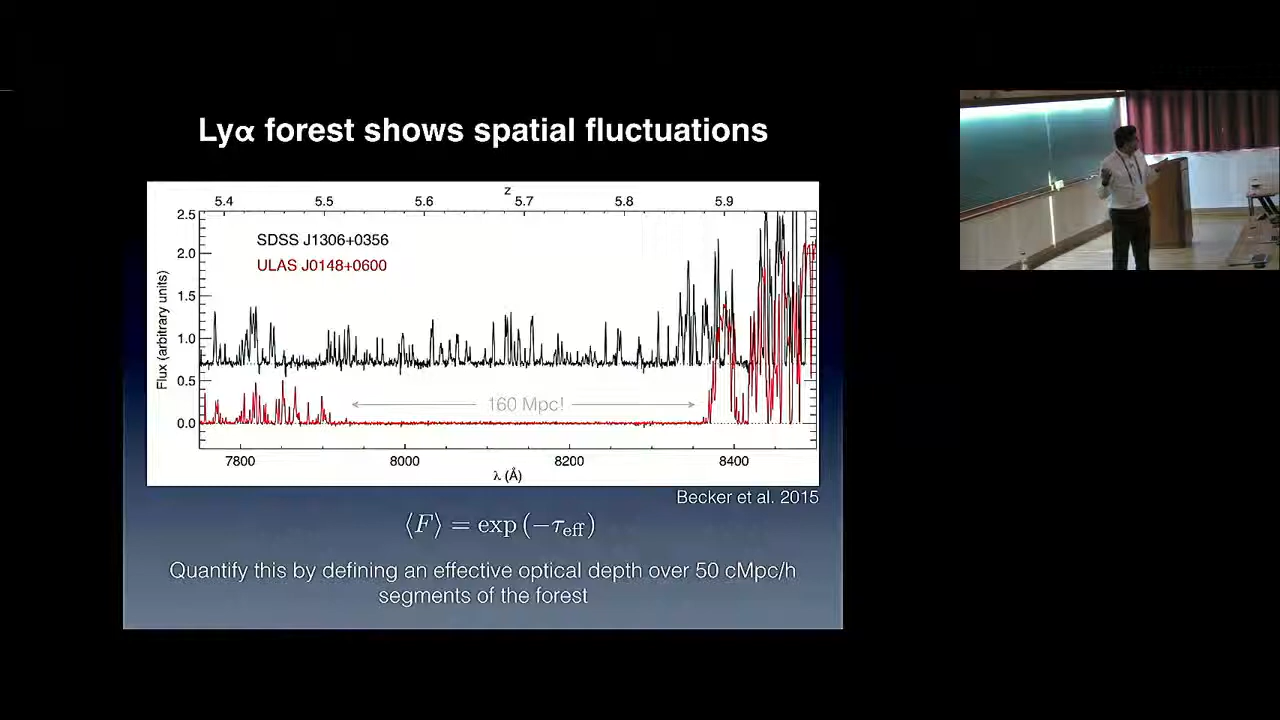 Lyα forest shows spatial fluctuations
z
5.4 5.5 5.6 5.7 5.8 5.9
2.5
2.0
1.5
1.0
0.5
0.0
Flux (arbitrary units)
SDSS J1306+0356
ULAS J0148+0600
160 Mpc!
7800 8000 8200 8400
λ (Å)
Becker et al. 2015
⟨F⟩ = exp (−τeff)
Quantify this by defining an effective optical depth over 50 cMpc/h
segments of the forest